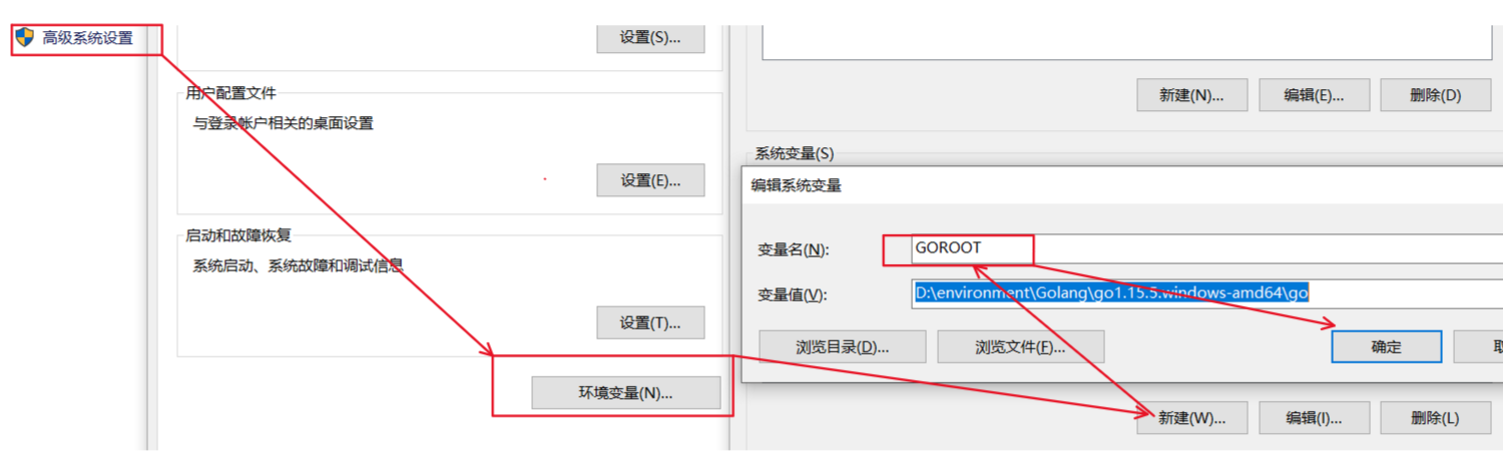 高级系统设置
设置(S)...
用户配置文件
与登录帐户相关的桌面设置
设置(E)...
启动和故障恢复
系统启动、系统故障和调试信息
设置(T)...
环境变量(N)...
新建(N)...
编辑(E)...
删除(D)
系统变量(S)
编辑系统变量
变量名(N):
GOROOT
变量值(V):
D:\environment\Golang\go1.15.5.windows-amd64\go
浏览目录(D)...
浏览文件(F)...
确定
新建(W)...
编辑(I)...
删除(L)